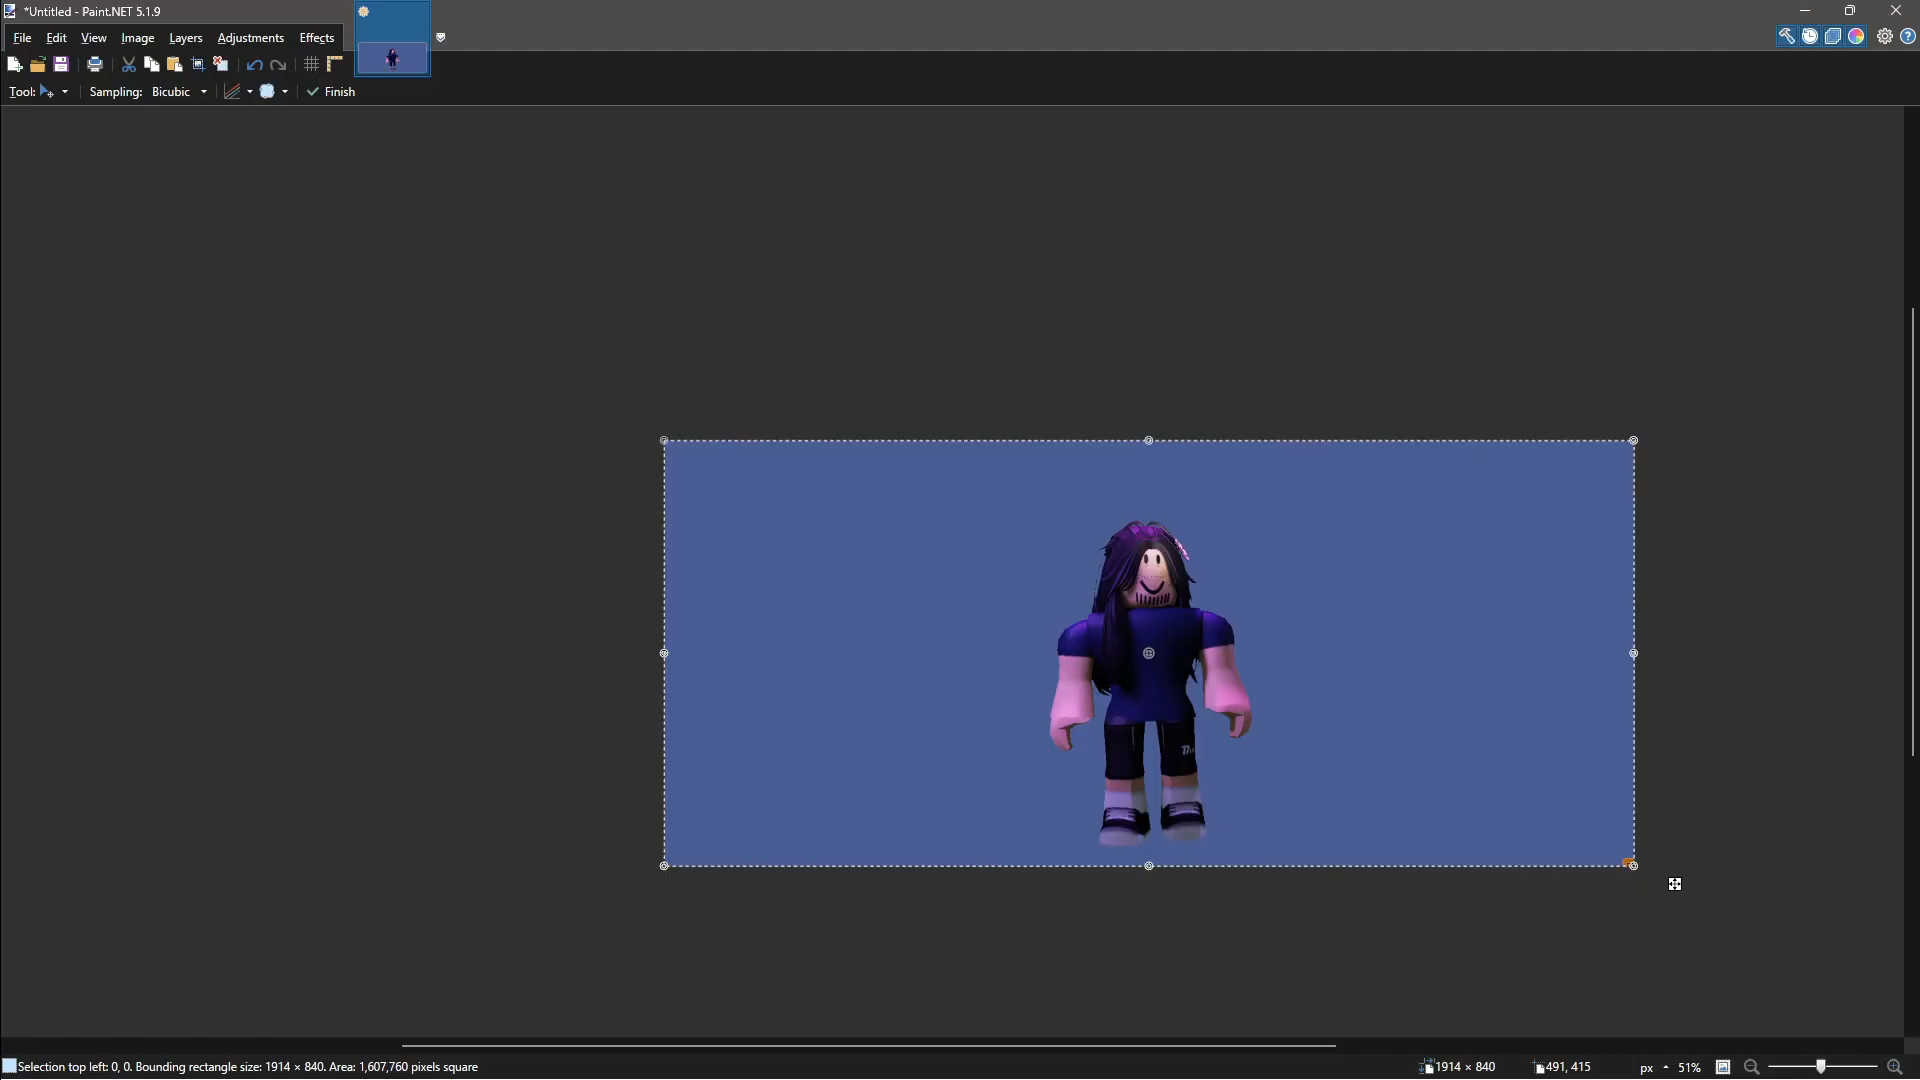 *Untitled - Paint.NET 5.1.9
File Edit View Image Layers Adjustments Effects
Tool: Sampling: Bicubic Finish
Selection top left: 0, 0. Bounding rectangle size: 1914 × 840. Area: 1,607,760 pixels square
1914 × 840 491, 415 px 51%